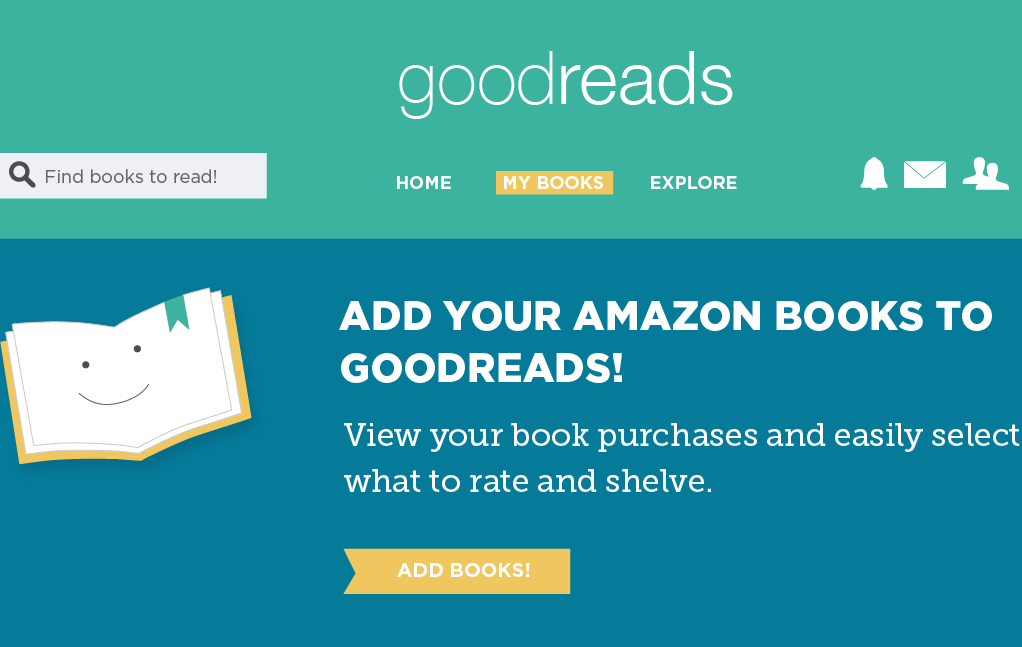 goodreads
Find books to read!
HOME
MY BOOKS
EXPLORE
ADD YOUR AMAZON BOOKS TO
GOODREADS!
View your book purchases and easily select
what to rate and shelve.
ADD BOOKS!